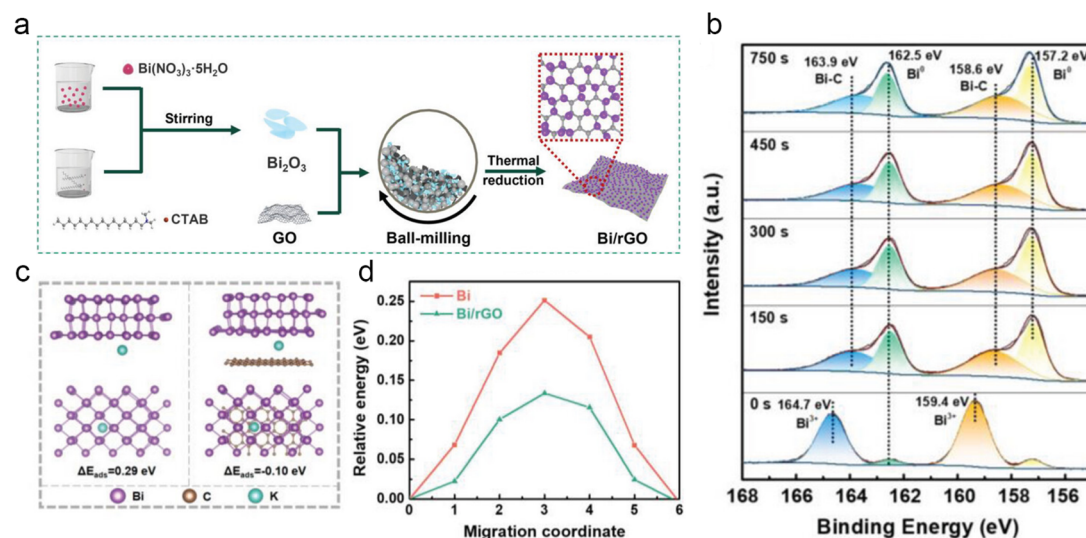 a
Bi(NO₃)₃·5H₂O
Stirring
CTAB
Bi₂O₃
GO
Ball-milling
Thermal
reduction
Bi/rGO
b
750 s
163.9 eV
Bi-C
162.5 eV
Bi⁰
158.6 eV
Bi-C
157.2 eV
Bi⁰
450 s
300 s
150 s
0 s
164.7 eV
Bi³⁺
159.4 eV
Bi³⁺
Intensity (a.u.)
168 166 164 162 160 158 156
Binding Energy (eV)
c
ΔEads=0.29 eV
ΔEads=-0.10 eV
Bi C K
d
Bi
Bi/rGO
Relative energy (eV)
0.25
0.20
0.15
0.10
0.05
0.00
0 1 2 3 4 5 6
Migration coordinate